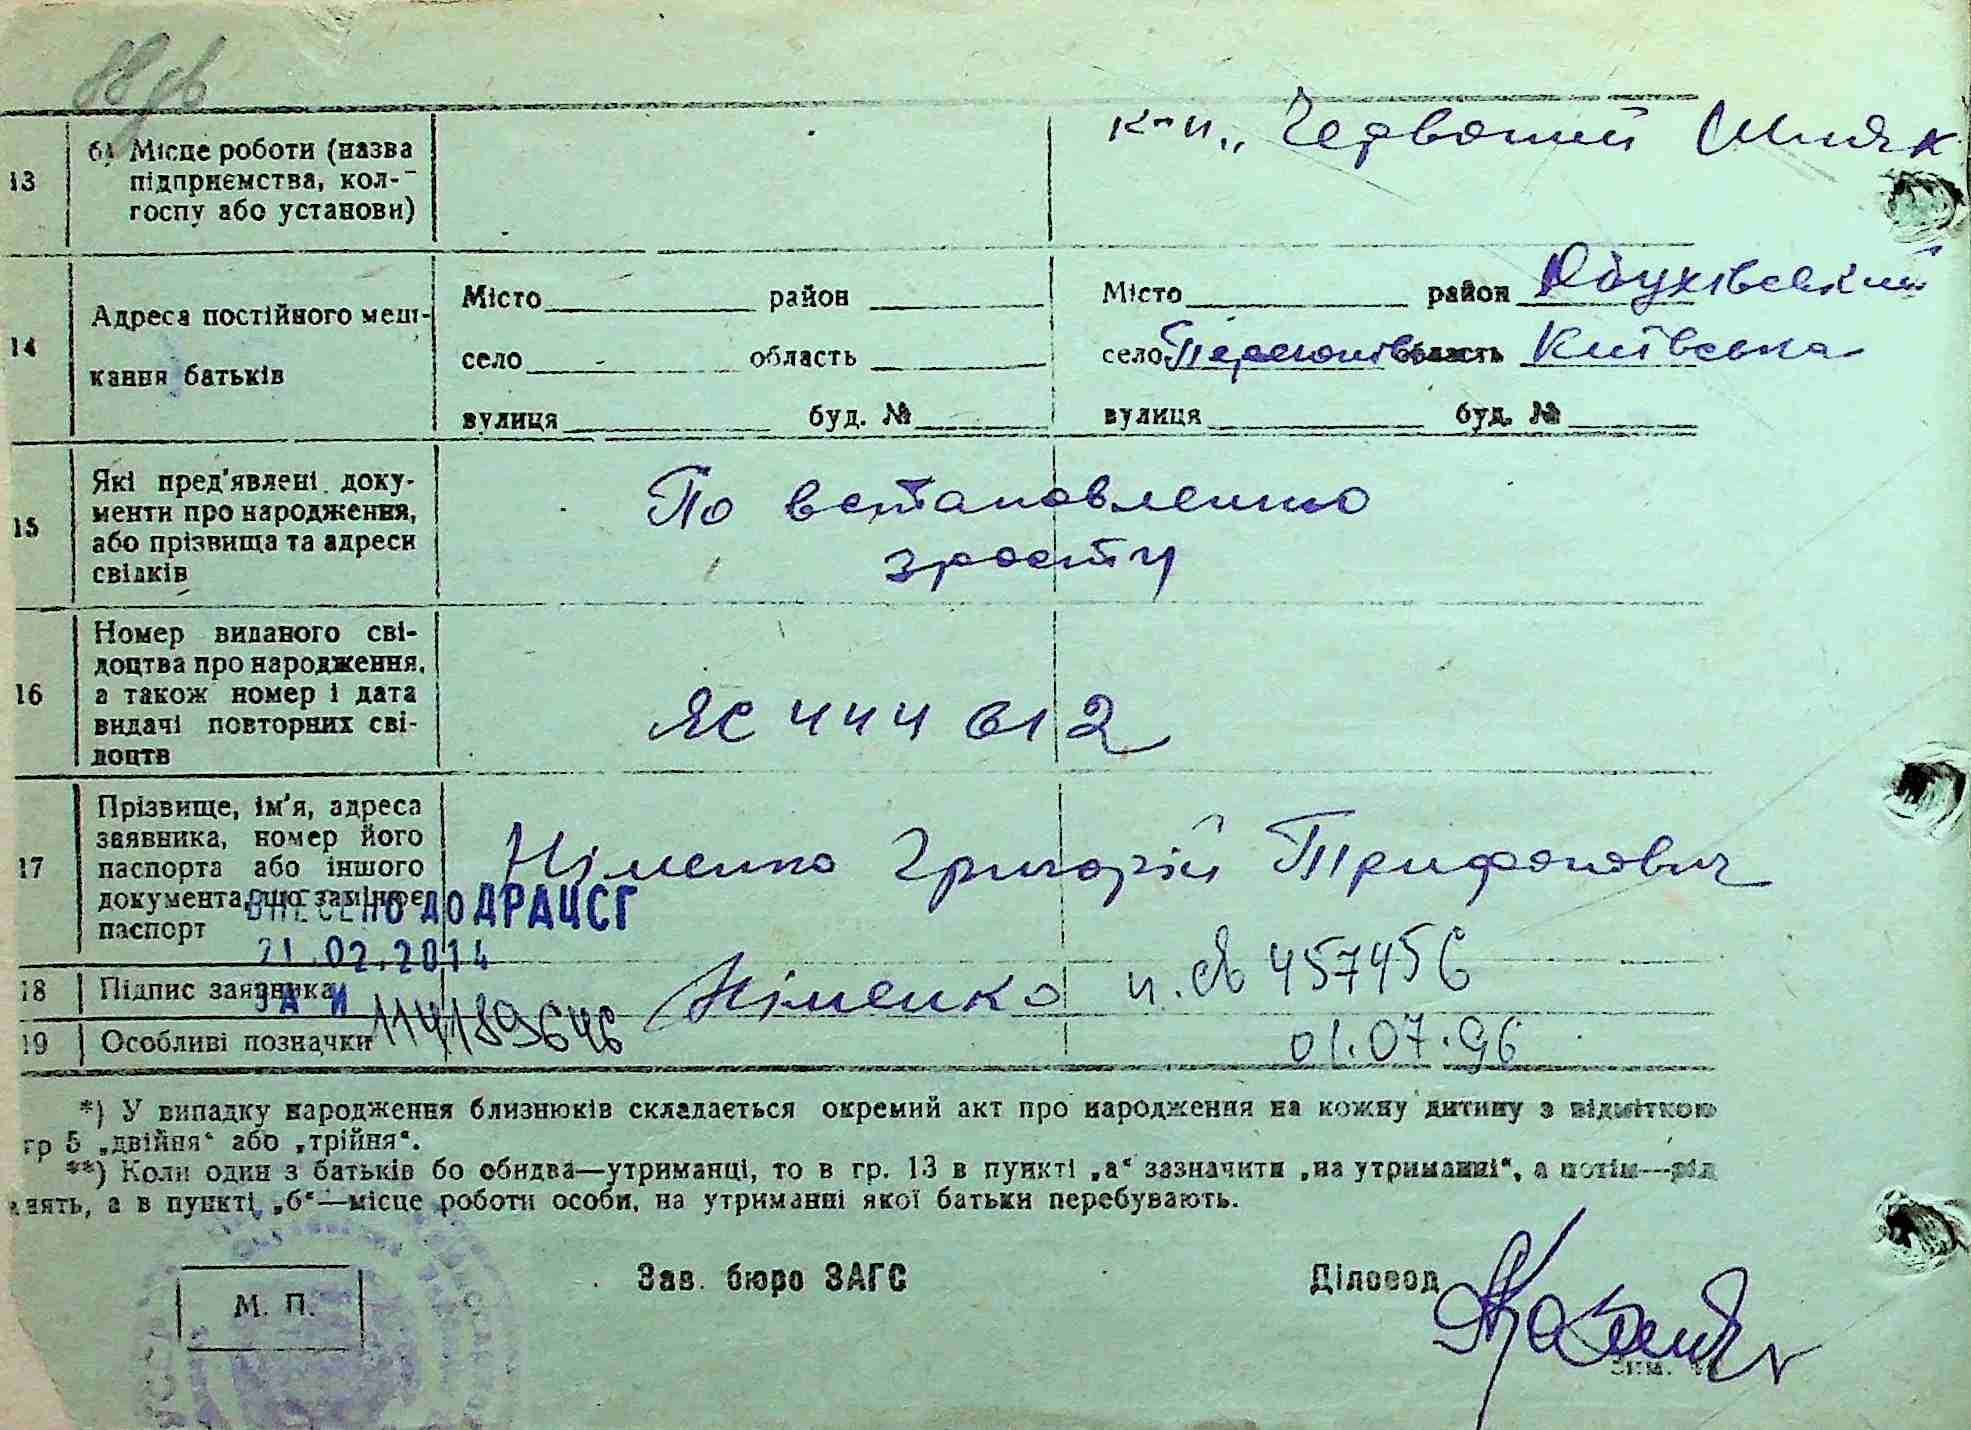 13
б) Місце роботи (назва
підприємства, кол-
госпу або установи)
к-п „ Червоний Маяк
14
Адреса постійного меш-
кання батьків
Місто район
село область
вулиця буд. №
Місто район Обухівський
село область Київська
вулиця буд. №
15
Які пред'явлені доку-
менти про народження,
або прізвища та адреси
свідків
По встановленню
зросту
16
Номер виданого сві-
доцтва про народження,
а також номер і дата
видачі повторних сві-
доцтв
ЯС 444612
17
Прізвище, ім'я, адреса
заявника, номер його
паспорта або іншого
документа, що замінює
паспорт
Німенко Григорій Трифонович
ВНЕСЕНО ДО ДРАЦСГ
21.02.2014
ЗА № 114189646
18
Підпис заявника
Німенко
19
Особливі позначки
457456
01.07.96
*) У випадку народження близнюків складається окремий акт про народження на кожну дитину з відміткою
гр 5 „двійня“ або „трійня“.
**) Коли один з батьків бо обидва—утриманці, то в гр. 13 в пункті „а“ зазначити „на утриманні“, а потім—рід
анять, а в пункті „б“—місце роботи особи, на утриманні якої батьки перебувають.
М. П.
Зав. бюро ЗАГС
Діловод